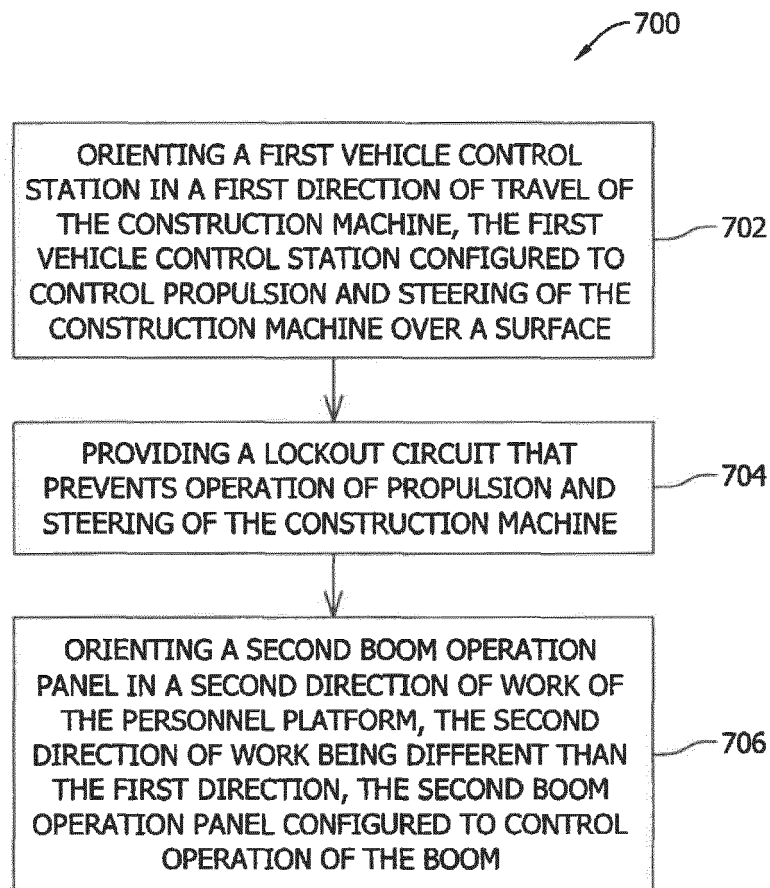 700
ORIENTING A FIRST VEHICLE CONTROL
STATION IN A FIRST DIRECTION OF TRAVEL OF
THE CONSTRUCTION MACHINE, THE FIRST
VEHICLE CONTROL STATION CONFIGURED TO
CONTROL PROPULSION AND STEERING OF THE
CONSTRUCTION MACHINE OVER A SURFACE
702
PROVIDING A LOCKOUT CIRCUIT THAT
PREVENTS OPERATION OF PROPULSION AND
STEERING OF THE CONSTRUCTION MACHINE
704
ORIENTING A SECOND BOOM OPERATION
PANEL IN A SECOND DIRECTION OF WORK OF
THE PERSONNEL PLATFORM, THE SECOND
DIRECTION OF WORK BEING DIFFERENT THAN
THE FIRST DIRECTION, THE SECOND BOOM
OPERATION PANEL CONFIGURED TO CONTROL
OPERATION OF THE BOOM
706